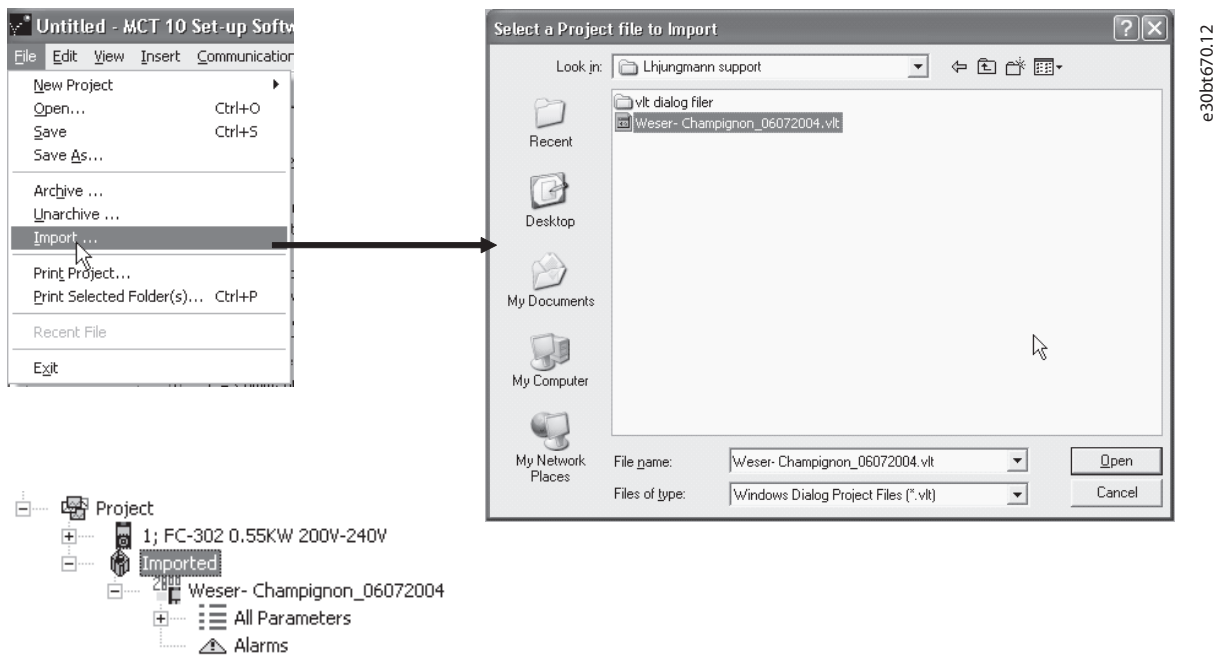 Untitled - MCT 10 Set-up Softw
File Edit View Insert Communication
New Project
Open... Ctrl+O
Save Ctrl+S
Save As...
Archive ...
Unarchive ...
Import ...
Print Project...
Print Selected Folder(s)... Ctrl+P
Recent File
Exit
Select a Project file to Import
Look in: Lhjungmann support
vlt dialog filer
Weser- Champignon_06072004.vlt
Recent
Desktop
My Documents
My Computer
My Network
Places
File name: Weser- Champignon_06072004.vlt Open
Files of type: Windows Dialog Project Files (*.vlt) Cancel
e30bt670.12
Project
1; FC-302 0.55KW 200V-240V
Imported
Weser- Champignon_06072004
All Parameters
Alarms